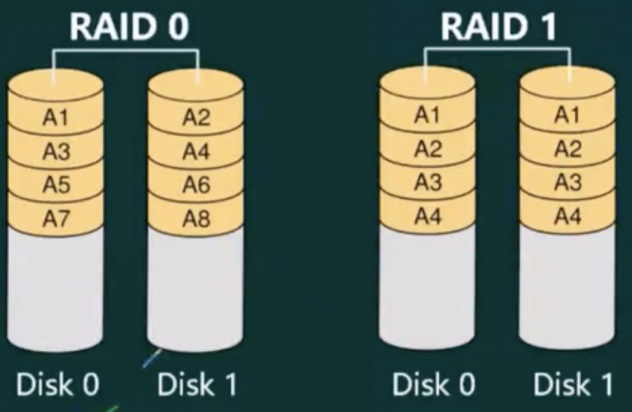 RAID 0
A1 A2
A3 A4
A5 A6
A7 A8
Disk 0 Disk 1
RAID 1
A1 A1
A2 A2
A3 A3
A4 A4
Disk 0 Disk 1